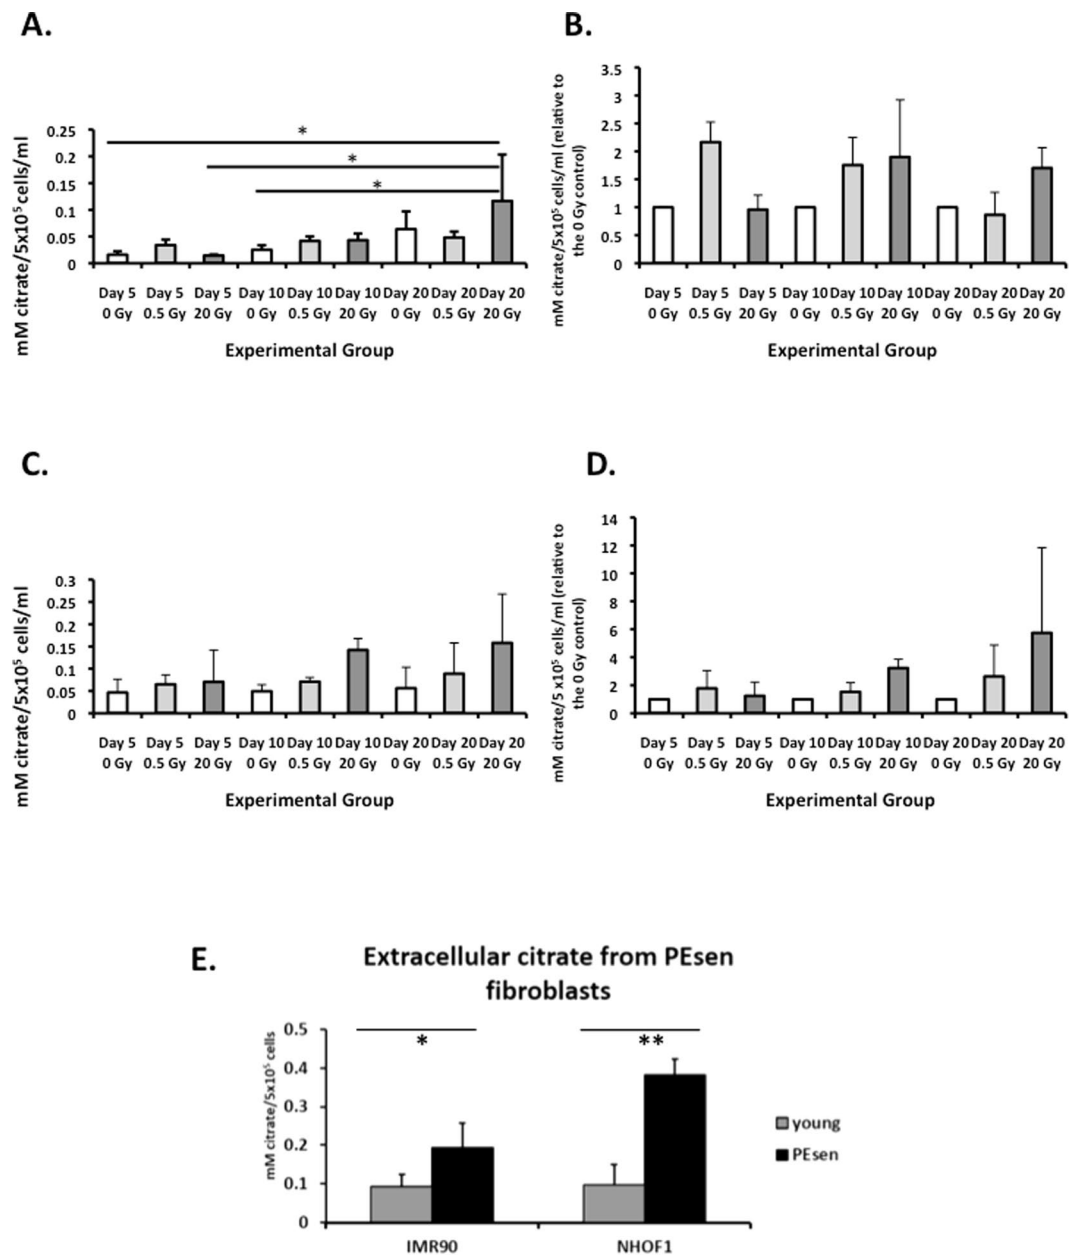 A.
mM citrate/5x10⁵ cells/ml
0.25
0.2
0.15
0.1
0.05
0
*
*
*
Day 5 Day 5 Day 5 Day 10 Day 10 Day 10 Day 20 Day 20 Day 20
0 Gy 0.5 Gy 20 Gy 0 Gy 0.5 Gy 20 Gy 0 Gy 0.5 Gy 20 Gy
Experimental Group
B.
mM citrate/5x10⁵ cells/ml (relative to
the 0 Gy control)
3.5
3
2.5
2
1.5
1
0.5
0
Day 5 Day 5 Day 5 Day 10 Day 10 Day 10 Day 20 Day 20 Day 20
0 Gy 0.5 Gy 20 Gy 0 Gy 0.5 Gy 20 Gy 0 Gy 0.5 Gy 20 Gy
Experimental Group
C.
mM citrate/5x10⁵ cells/ml
0.3
0.25
0.2
0.15
0.1
0.05
0
Day 5 Day 5 Day 5 Day 10 Day 10 Day 10 Day 20 Day 20 Day 20
0 Gy 0.5 Gy 20 Gy 0 Gy 0.5 Gy 20 Gy 0 Gy 0.5 Gy 20 Gy
Experimental Group
D.
mM citrate/5 x10⁵ cells/ml (relative to
the 0 Gy control)
14
12
10
8
6
4
2
0
Day 5 Day 5 Day 5 Day 10 Day 10 Day 10 Day 20 Day 20 Day 20
0 Gy 0.5 Gy 20 Gy 0 Gy 0.5 Gy 20 Gy 0 Gy 0.5 Gy 20 Gy
Experimental Group
E.
Extracellular citrate from PEsen
fibroblasts
mM citrate/5x10⁵ cells
0.5
0.4
0.3
0.2
0.1
0
*
**
IMR90 NHOF1
young
PEsen